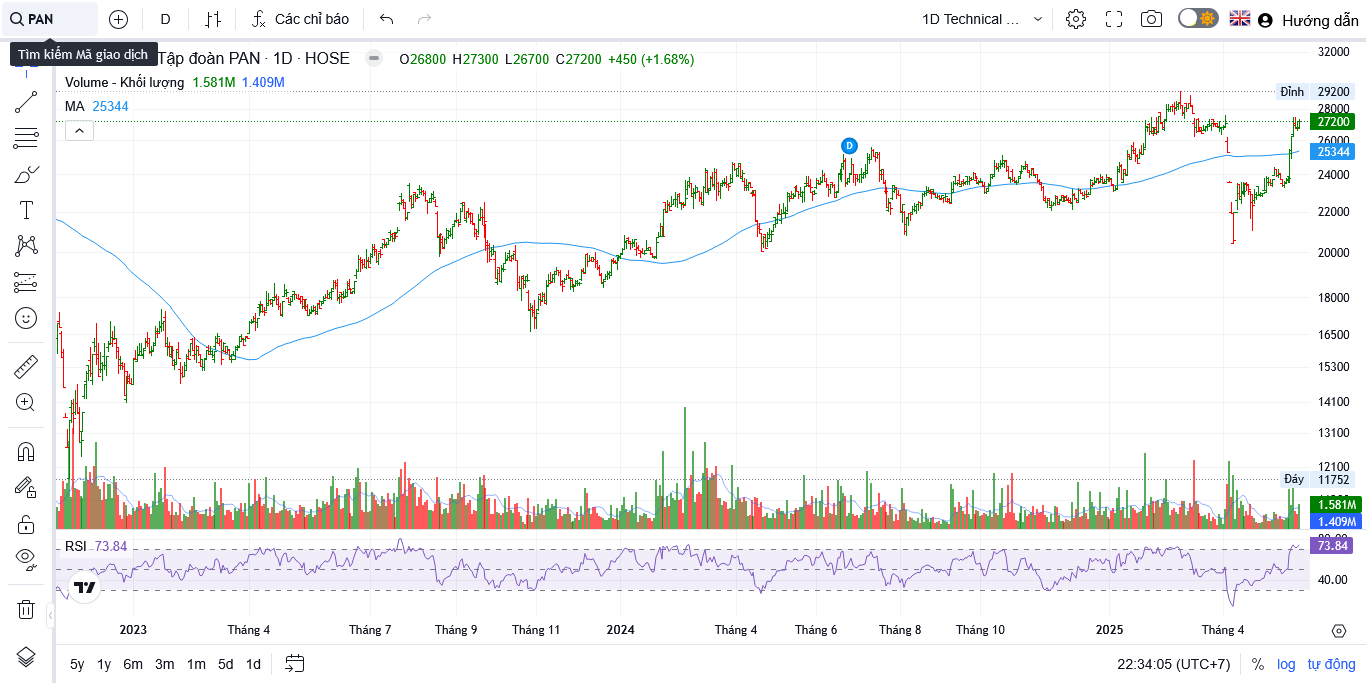 PAN
D
Các chỉ báo
1D Technical ...
Hướng dẫn
Tìm kiếm Mã giao dịch
Tập đoàn PAN · 1D · HOSE
O26800 H27300 L26700 C27200 +450 (+1.68%)
Volume - Khối lượng 1.581M 1.409M
MA 25344
32000
Đỉnh 29200
28000
27200
26000
25344
24000
22000
20000
18000
16500
15300
14100
13100
12100
Đáy 11752
1.581M
1.409M
D
RSI 73.84
73.84
40.00
2023 Tháng 4 Tháng 7 Tháng 9 Tháng 11 2024 Tháng 4 Tháng 6 Tháng 8 Tháng 10 2025 Tháng 4
5y 1y 6m 3m 1m 5d 1d
22:34:05 (UTC+7) % log tự động